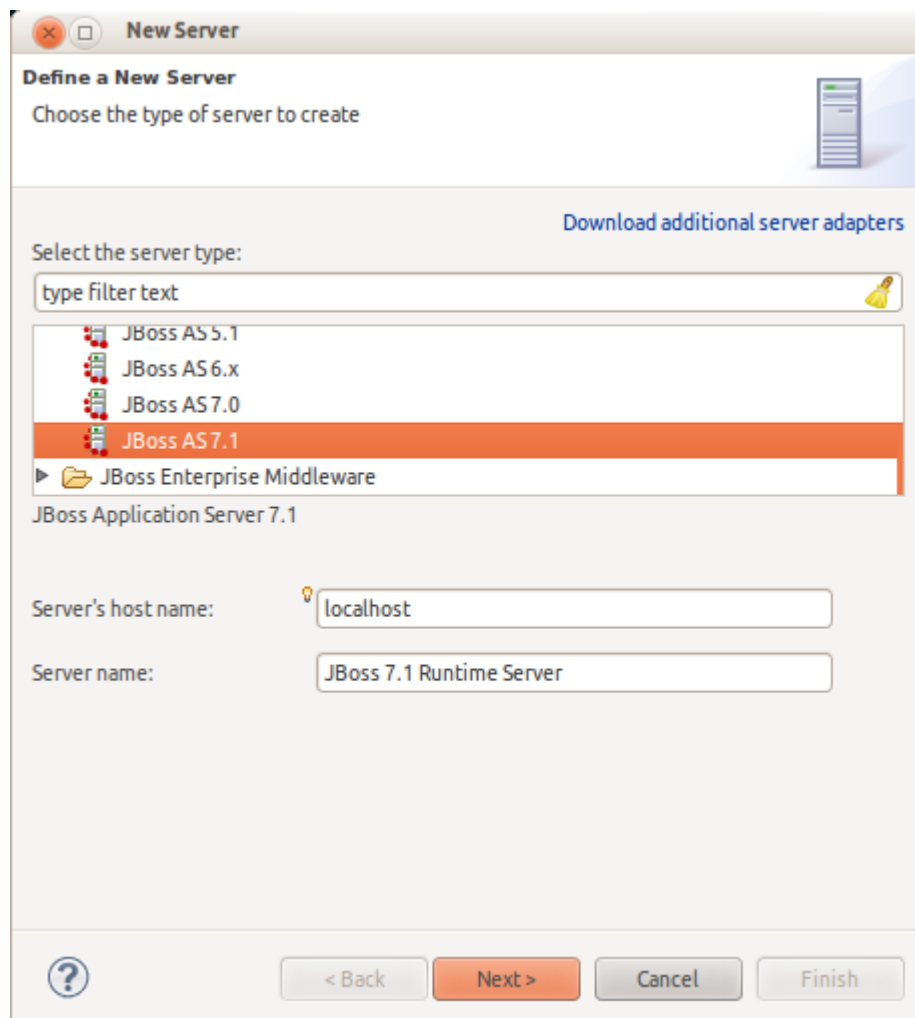 New Server
Define a New Server
Choose the type of server to create
Download additional server adapters
Select the server type:
type filter text
JBoss AS 5.1
JBoss AS 6.x
JBoss AS 7.0
JBoss AS 7.1
JBoss Enterprise Middleware
JBoss Application Server 7.1
Server's host name: localhost
Server name: JBoss 7.1 Runtime Server
? < Back Next > Cancel Finish